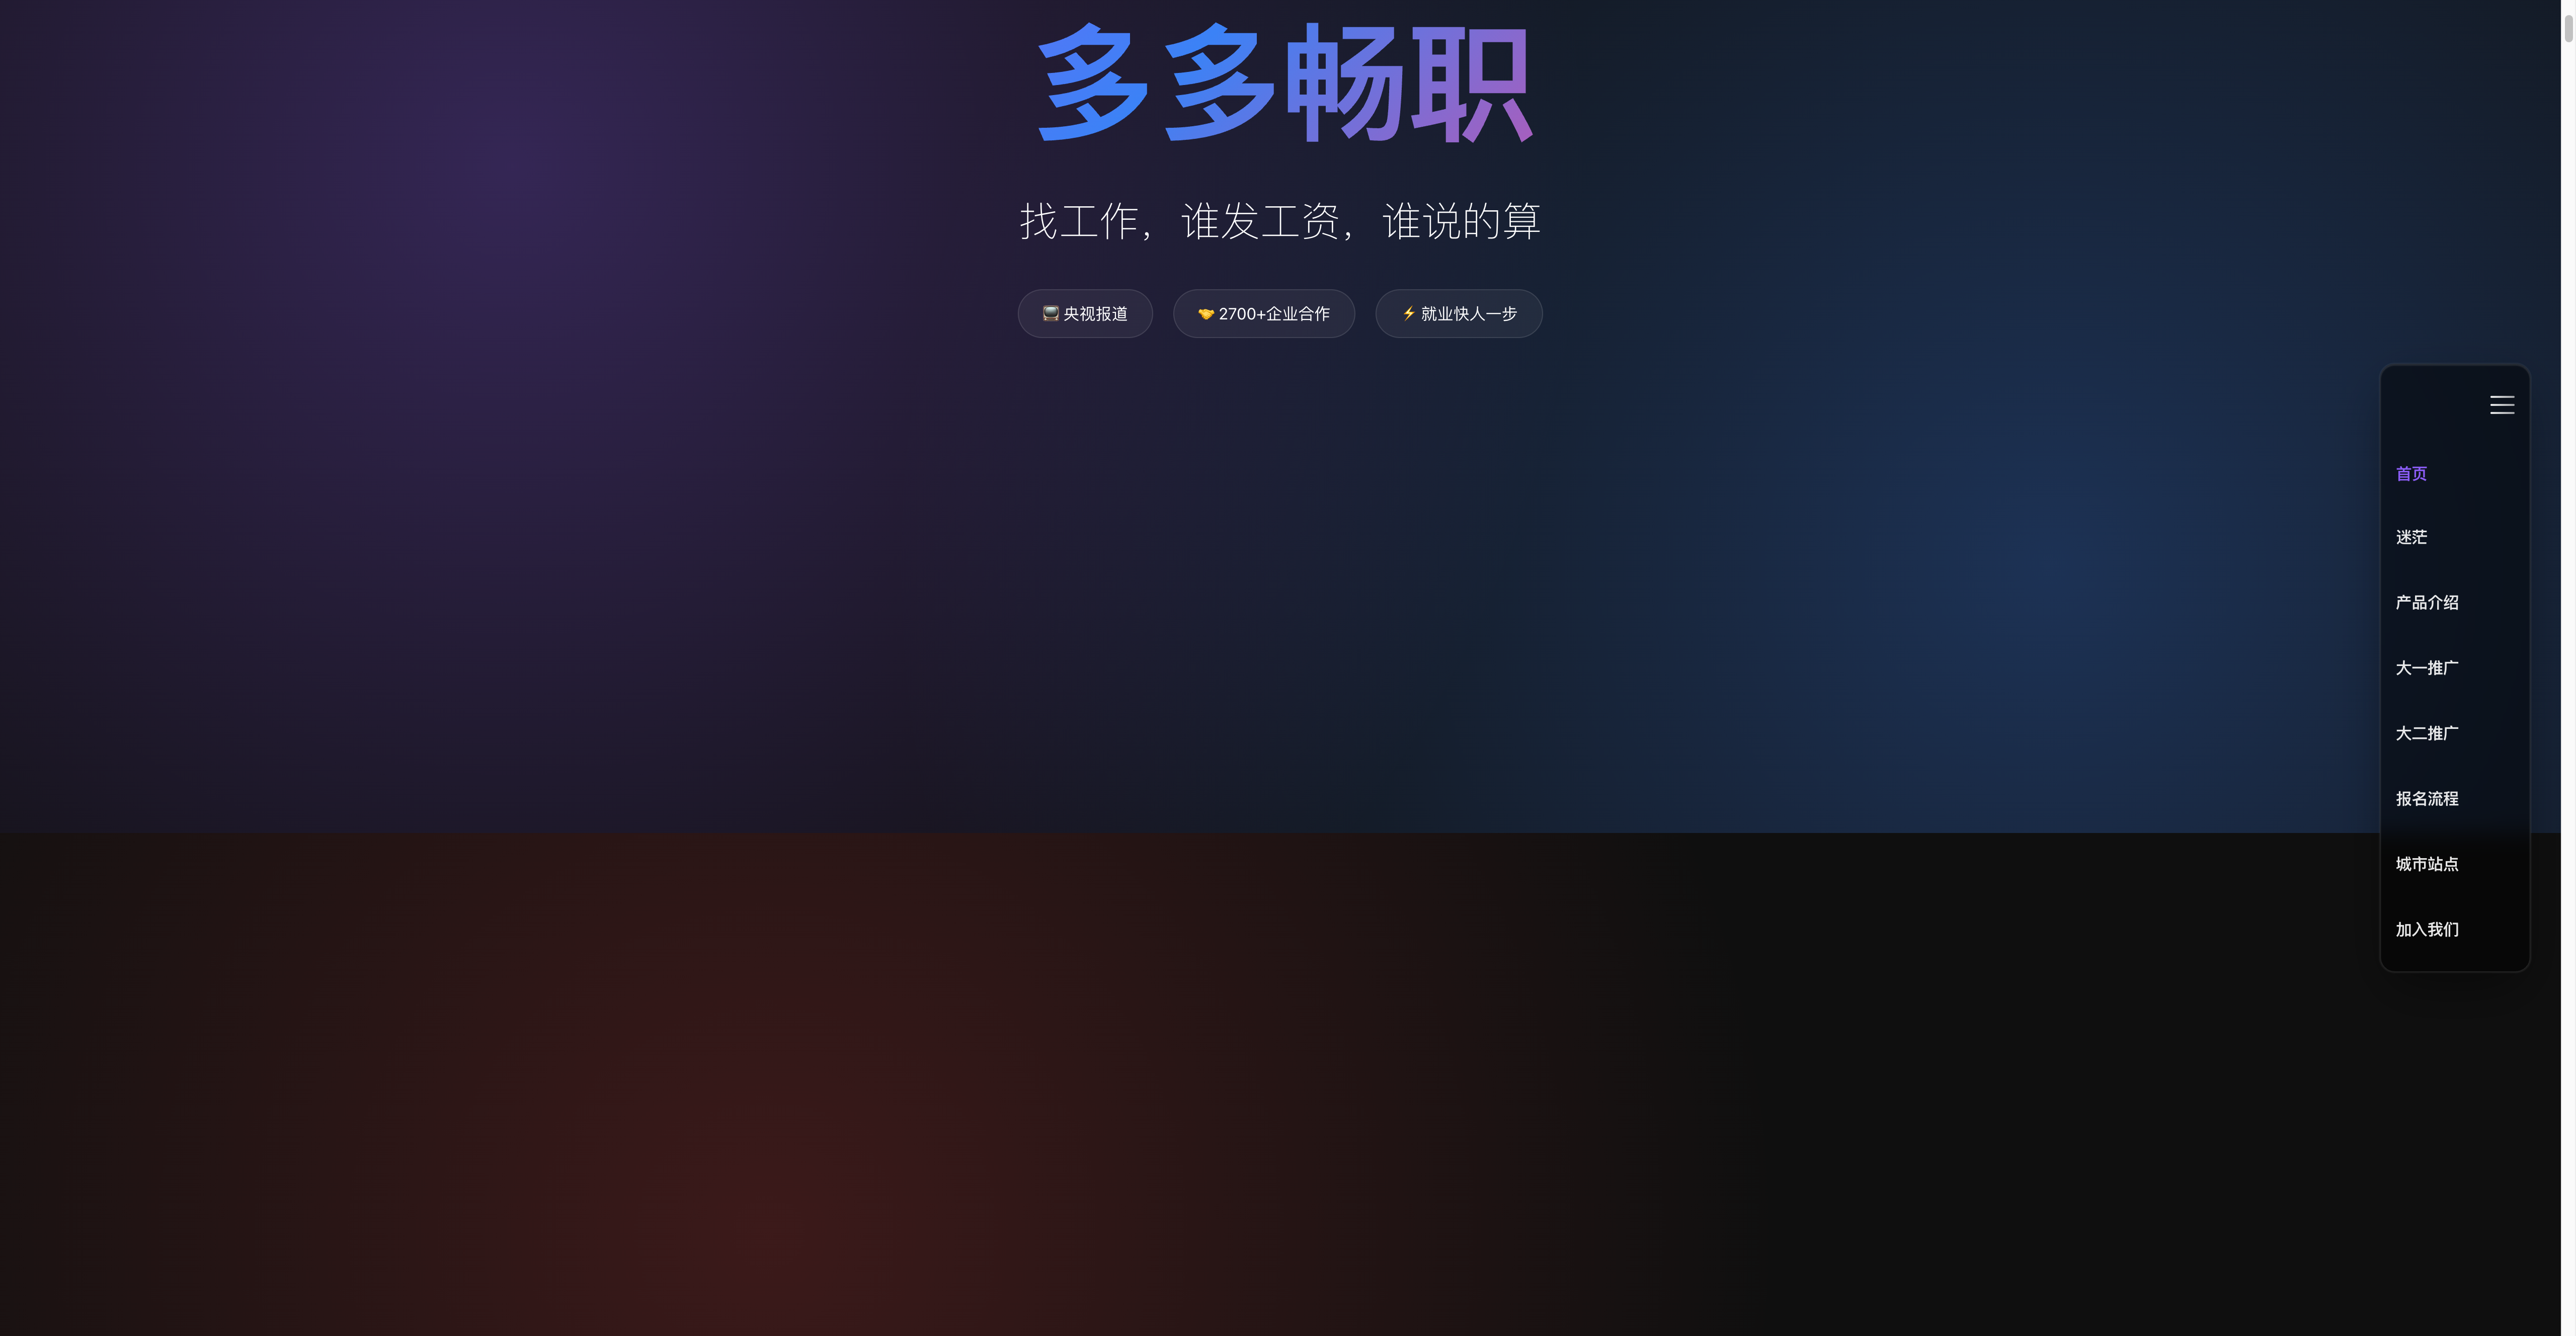 多多畅职
找工作，谁发工资，谁说的算
📺 央视报道
🤝 2700+企业合作
⚡ 就业快人一步
首页
迷茫
产品介绍
大一推广
大二推广
报名流程
城市站点
加入我们